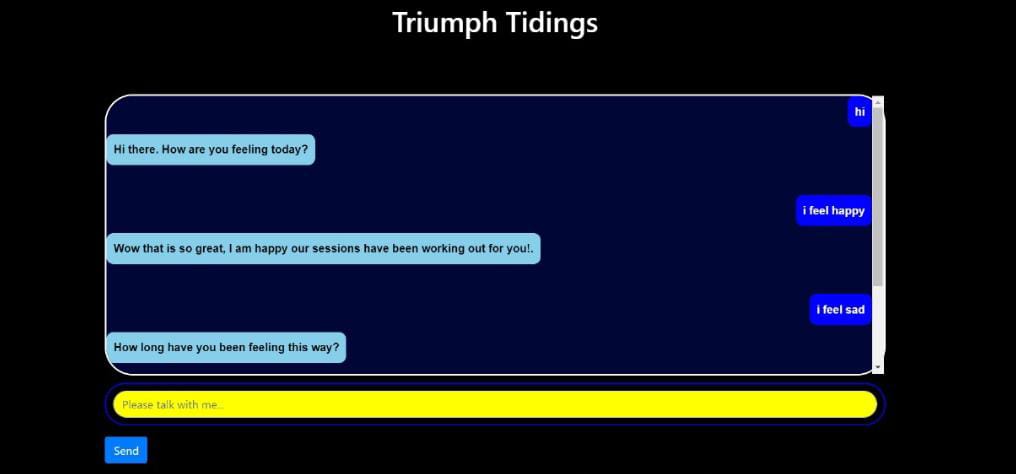 Triumph Tidings
hi
Hi there. How are you feeling today?
i feel happy
Wow that is so great, I am happy our sessions have been working out for you!.
i feel sad
How long have you been feeling this way?
Please talk with me...
Send